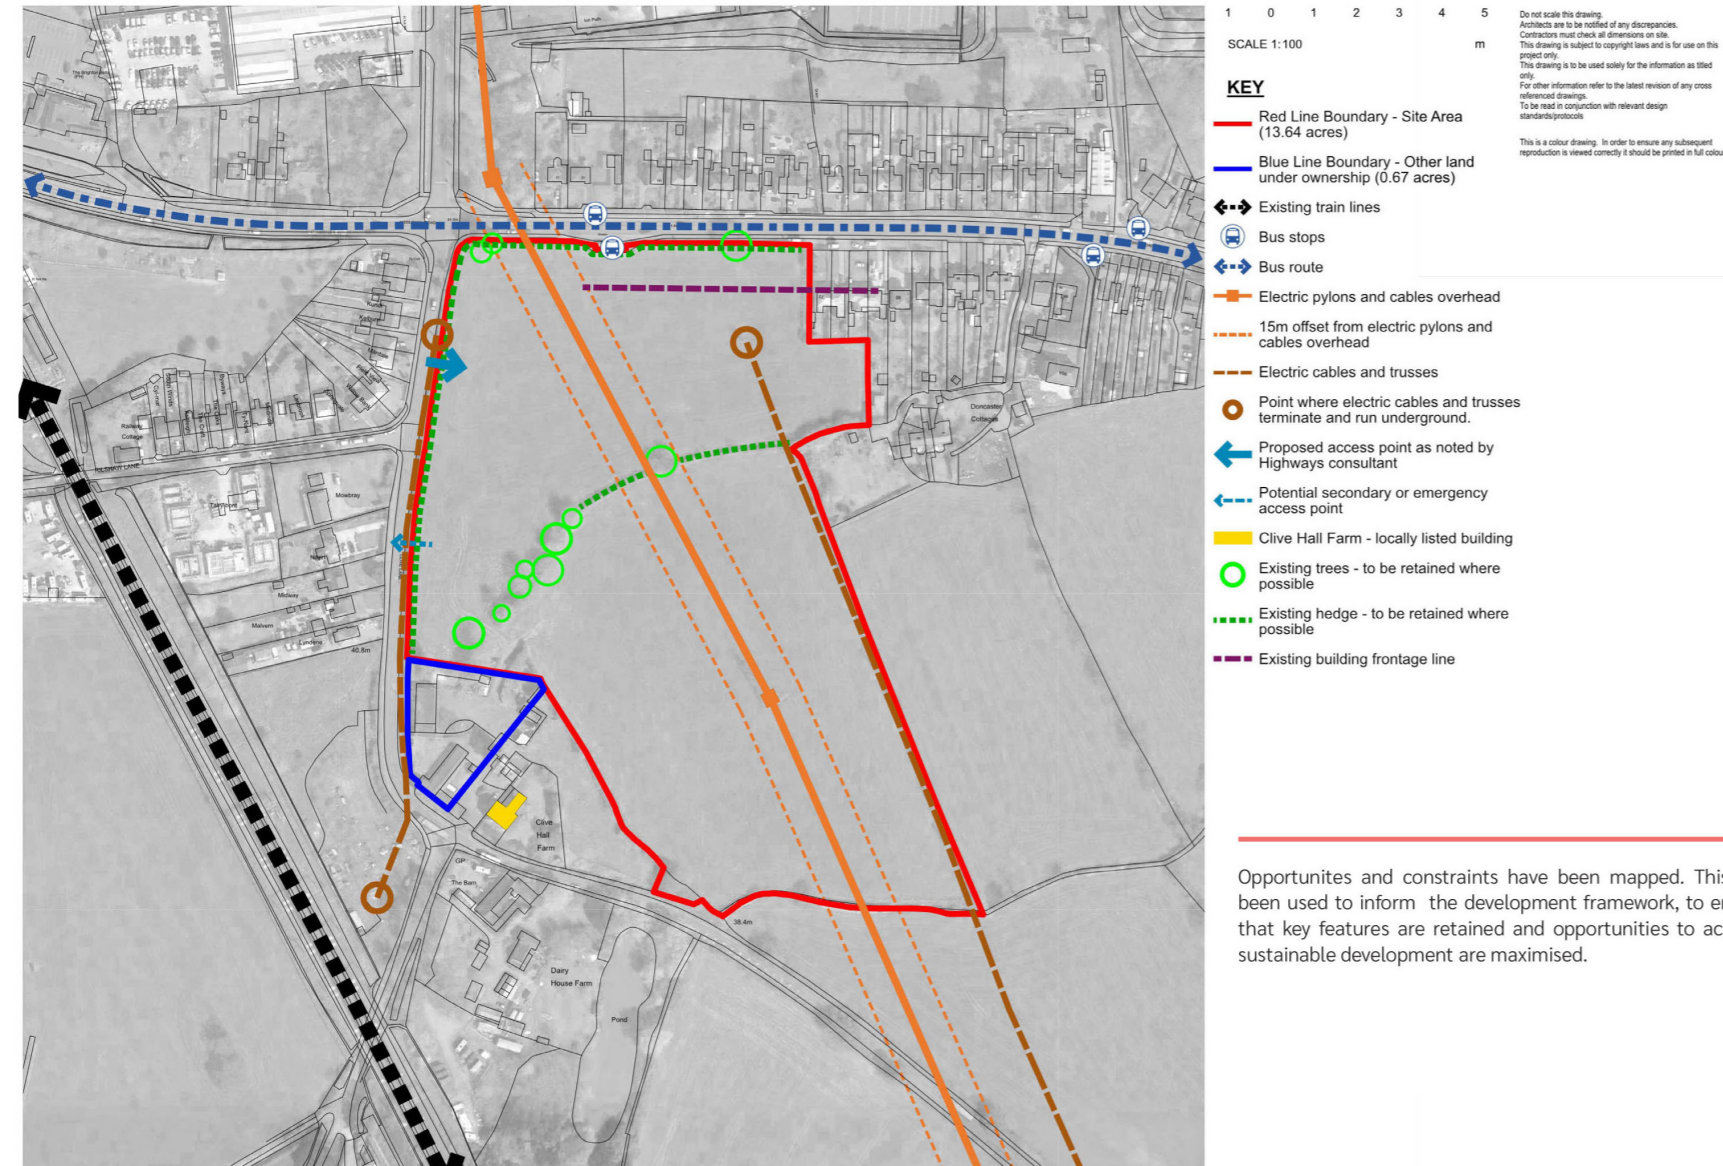 1 0 1 2 3 4 5
SCALE 1:100 m
Do not scale this drawing.
Architects are to be notified of any discrepancies.
Contractors must check all dimensions on site.
This drawing is subject to copyright laws and is for use on this
project only.
This drawing is to be used solely for the information as titled
only.
For other information refer to the latest revision of any cross
referenced drawings.
To be read in conjunction with relevant design
standards/protocols
This is a colour drawing. In order to ensure any subsequent
reproduction is viewed correctly it should be printed in full colou
KEY
Red Line Boundary - Site Area
(13.64 acres)
Blue Line Boundary - Other land
under ownership (0.67 acres)
Existing train lines
Bus stops
Bus route
Electric pylons and cables overhead
15m offset from electric pylons and
cables overhead
Electric cables and trusses
Point where electric cables and trusses
terminate and run underground.
Proposed access point as noted by
Highways consultant
Potential secondary or emergency
access point
Clive Hall Farm - locally listed building
Existing trees - to be retained where
possible
Existing hedge - to be retained where
possible
Existing building frontage line
Opportunites and constraints have been mapped. This
been used to inform the development framework, to en
that key features are retained and opportunities to ac
sustainable development are maximised.
Railway
Cottage
Mowbray
Midway
Malvern
Lyndene
40.8m
Doncaster
Cottages
Clive
Hall
Farm
GP
The Barn
38.4m
Dairy
House Farm
Pond